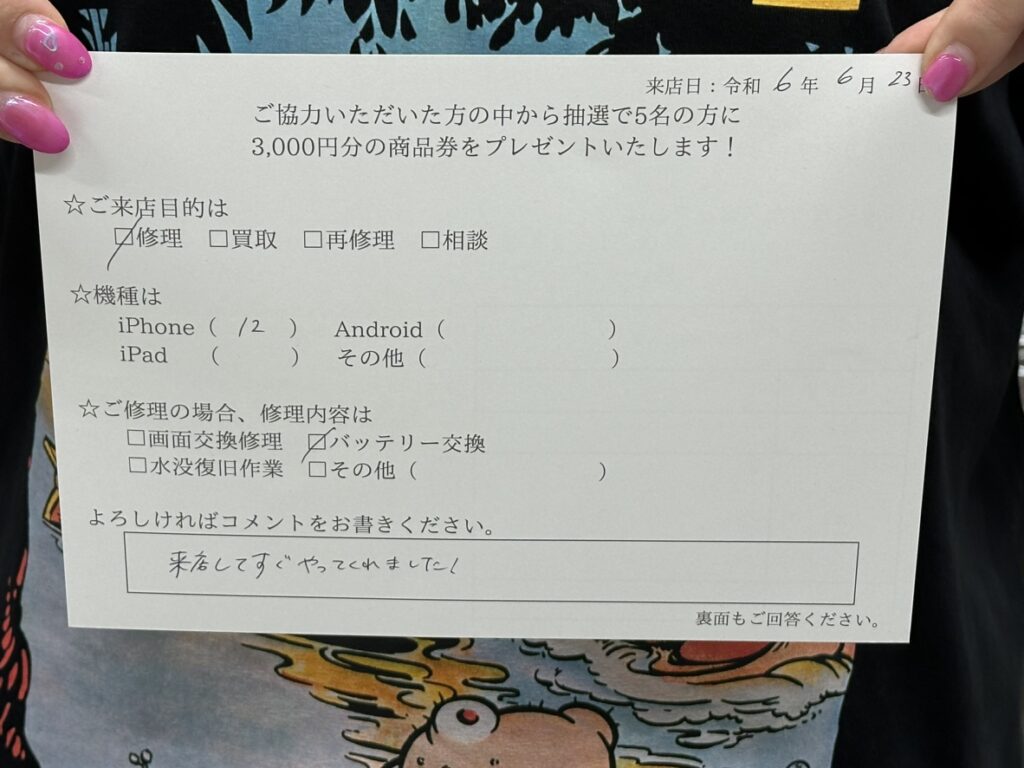 来店日：令和 6 年 6 月 23 日
ご協力いただいた方の中から抽選で5名の方に
3,000円分の商品券をプレゼントいたします！
☆ご来店目的は
□修理 □買取 □再修理 □相談
☆機種は
iPhone（ 12 ） Android（ ）
iPad （ ） その他（ ）
☆ご修理の場合、修理内容は
□画面交換修理 □バッテリー交換
□水没復旧作業 □その他（ ）
よろしければコメントをお書きください。
来店してすぐやってくれました！
裏面もご回答ください。